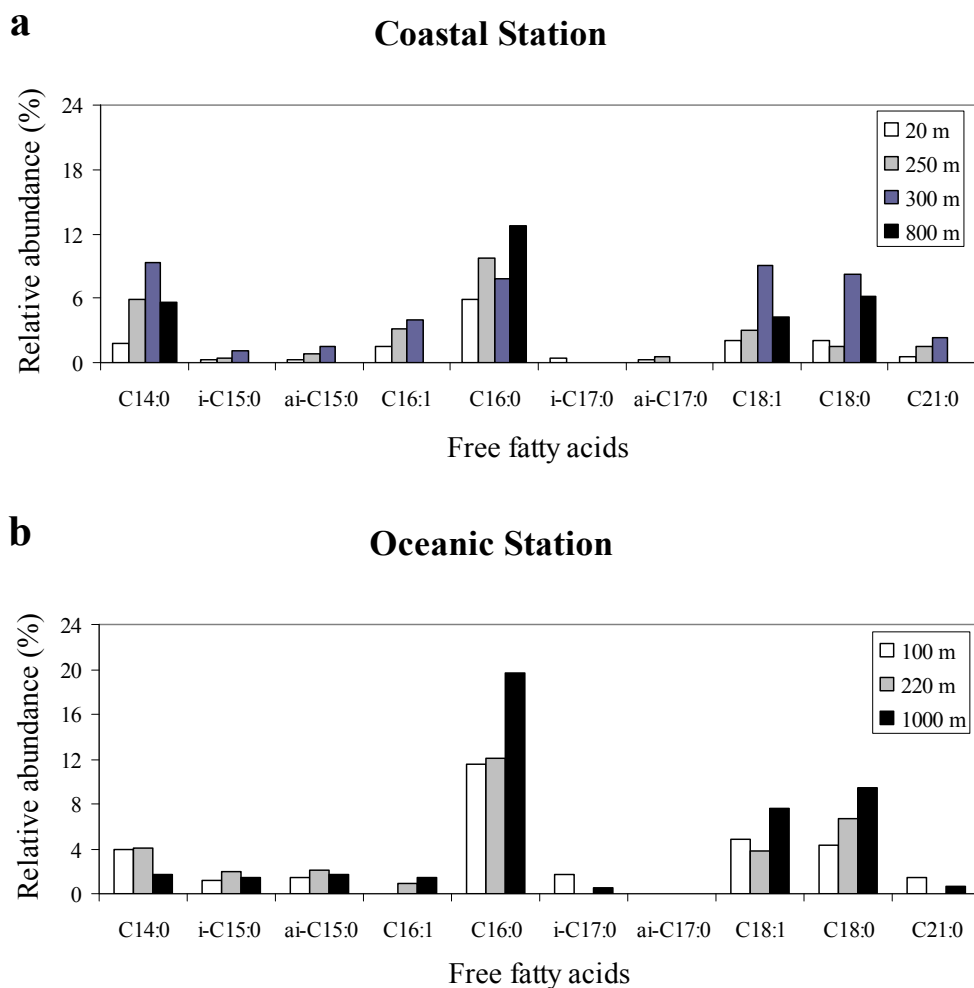 a
Coastal Station
Relative abundance (%)
24
18
12
6
0
20 m
250 m
300 m
800 m
C14:0 i-C15:0 ai-C15:0 C16:1 C16:0 i-C17:0 ai-C17:0 C18:1 C18:0 C21:0
Free fatty acids
b
Oceanic Station
Relative abundance (%)
24
20
16
12
8
4
0
100 m
220 m
1000 m
C14:0 i-C15:0 ai-C15:0 C16:1 C16:0 i-C17:0 ai-C17:0 C18:1 C18:0 C21:0
Free fatty acids